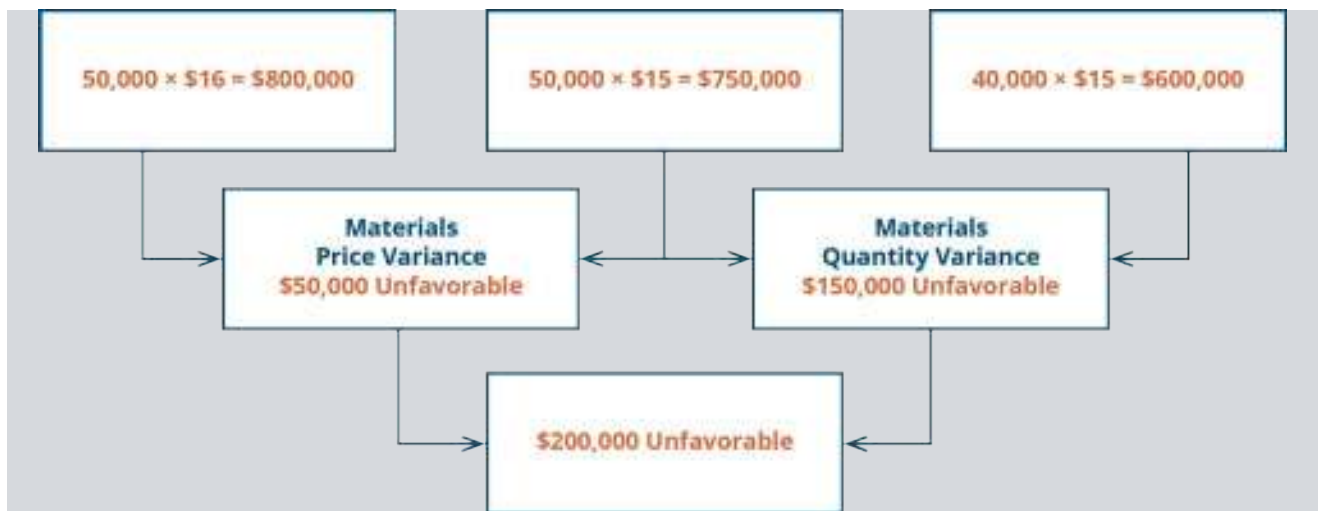 50,000 × $16 = $800,000
50,000 × $15 = $750,000
40,000 × $15 = $600,000
Materials
Price Variance
$50,000 Unfavorable
Materials
Quantity Variance
$150,000 Unfavorable
$200,000 Unfavorable